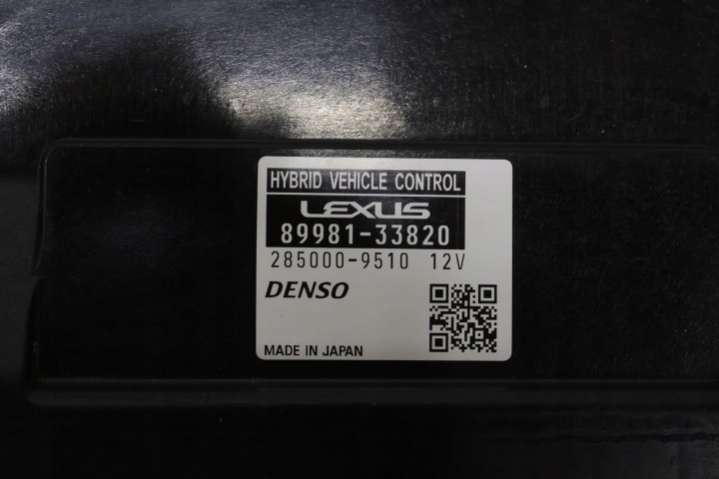 HYBRID VEHICLE CONTROL
LEXUS
89981-33820
285000-9510 12V
DENSO
MADE IN JAPAN